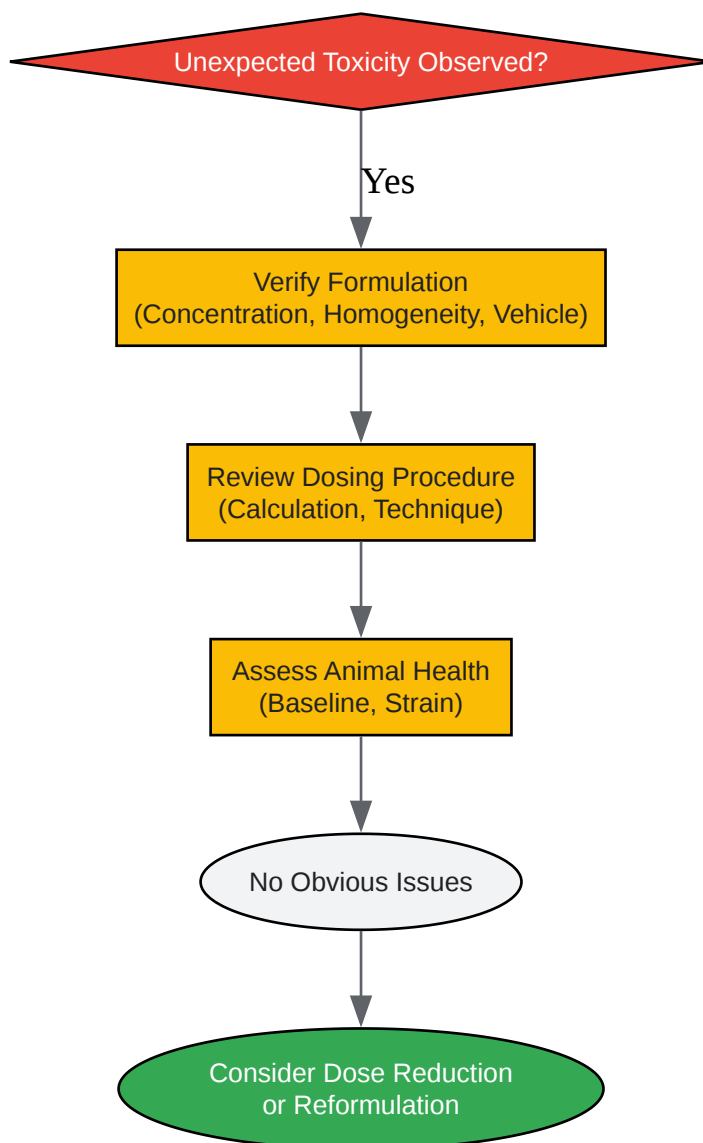 Unexpected Toxicity Observed?
Yes
Verify Formulation
(Concentration, Homogeneity, Vehicle)
Review Dosing Procedure
(Calculation, Technique)
Assess Animal Health
(Baseline, Strain)
No Obvious Issues
Consider Dose Reduction
or Reformulation